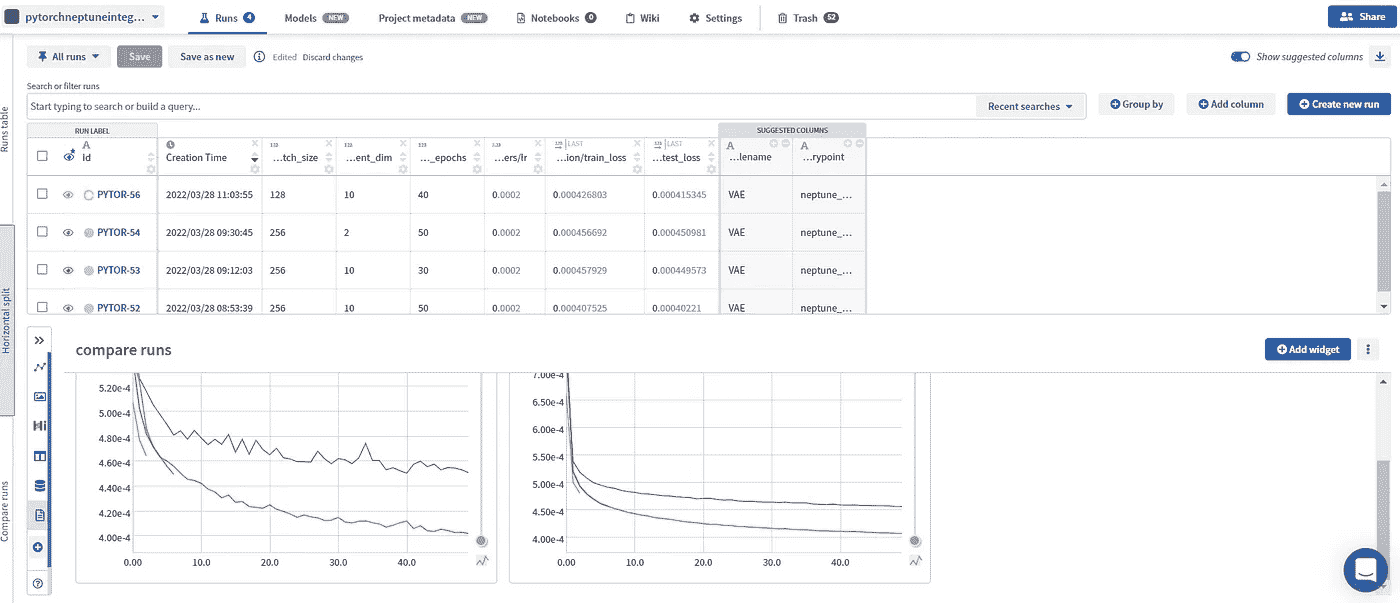 pytorchneptuneinteg... Runs 4 Models NEW Project metadata NEW Notebooks 0 Wiki Settings Trash 52 Share
All runs Save Save as new Edited Discard changes Show suggested columns
Search or filter runs
Start typing to search or build a query... Recent searches Group by Add column Create new run
Runs table
RUN LABEL SUGGESTED COLUMNS
A LAST LAST A A
Id Creation Time ...tch_size ...ent_dim ..._epochs ...ers/lr ...ion/train_loss ...test_loss ...lename ...rypoint
PYTOR-56 2022/03/28 11:03:55 128 10 40 0.0002 0.000426803 0.000415345 VAE neptune_...
PYTOR-54 2022/03/28 09:30:45 256 2 50 0.0002 0.000456692 0.000450981 VAE neptune_...
PYTOR-53 2022/03/28 09:12:03 256 10 30 0.0002 0.000457929 0.000449573 VAE neptune_...
PYTOR-52 2022/03/28 08:53:39 256 10 50 0.0002 0.000407525 0.00040221 VAE neptune_...
Horizontal split
compare runs Add widget
Compare runs
5.20e-4
5.00e-4
4.80e-4
4.60e-4
4.40e-4
4.20e-4
4.00e-4
0.00 10.0 20.0 30.0 40.0
7.00e-4
6.50e-4
6.00e-4
5.50e-4
5.00e-4
4.50e-4
4.00e-4
0.00 10.0 20.0 30.0 40.0